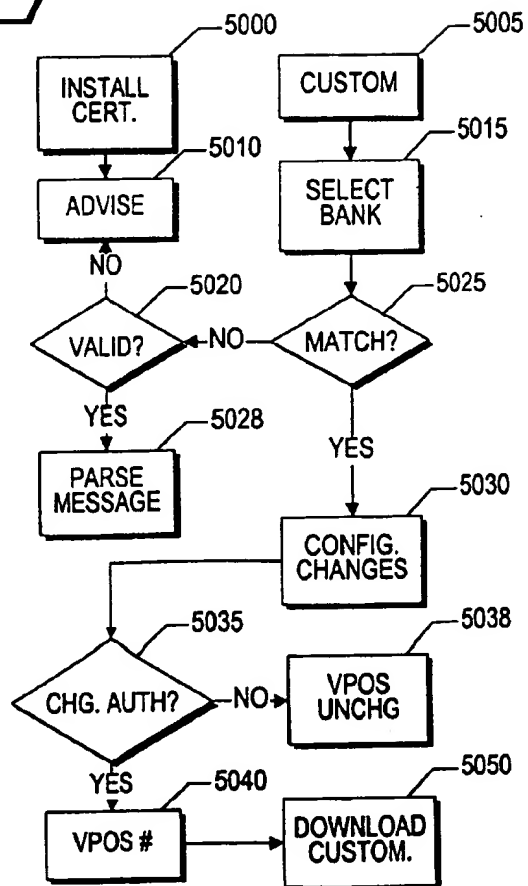 5000
INSTALL
CERT.
5005
CUSTOM
5010
ADVISE
5015
SELECT
BANK
NO
5020
VALID?
NO
5025
MATCH?
YES
5028
PARSE
MESSAGE
YES
5030
CONFIG.
CHANGES
5035
CHG. AUTH?
NO
5038
VPOS
UNCHG
YES
5040
VPOS #
5050
DOWNLOAD
CUSTOM.